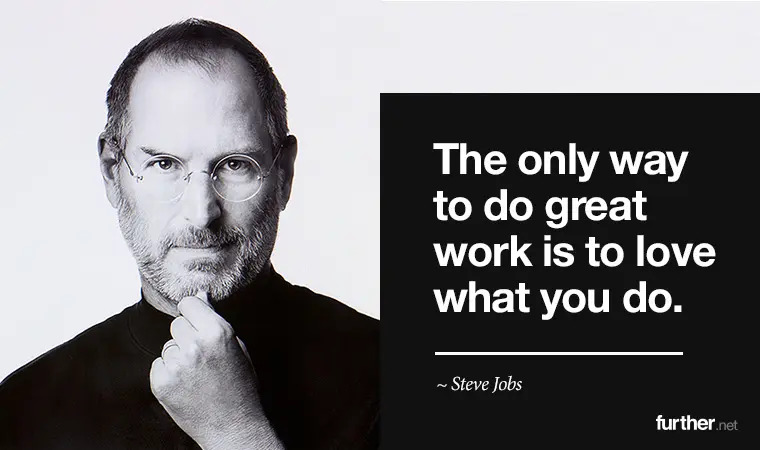 The only way
to do great
work is to love
what you do.
~ Steve Jobs
further.net